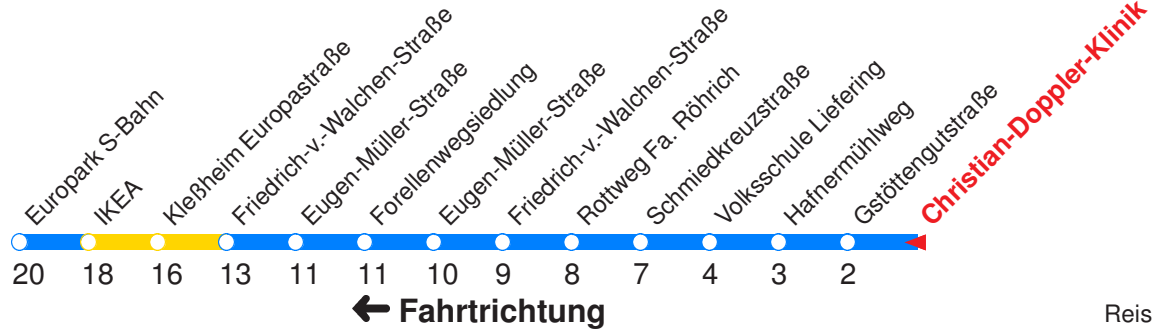 Europark S-Bahn
IKEA
Kleßheim Europastraße
Friedrich-v.-Walchen-Straße
Eugen-Müller-Straße
Forellenwegsiedlung
Eugen-Müller-Straße
Friedrich-v.-Walchen-Straße
Rottweg Fa. Röhrich
Schmiedkreuzstraße
Volksschule Liefering
Hafnermühlweg
Gstöttengutstraße
Christian-Doppler-Klinik
20 18 16 13 11 11 10 9 8 7 4 3 2
Fahrtrichtung
Reis